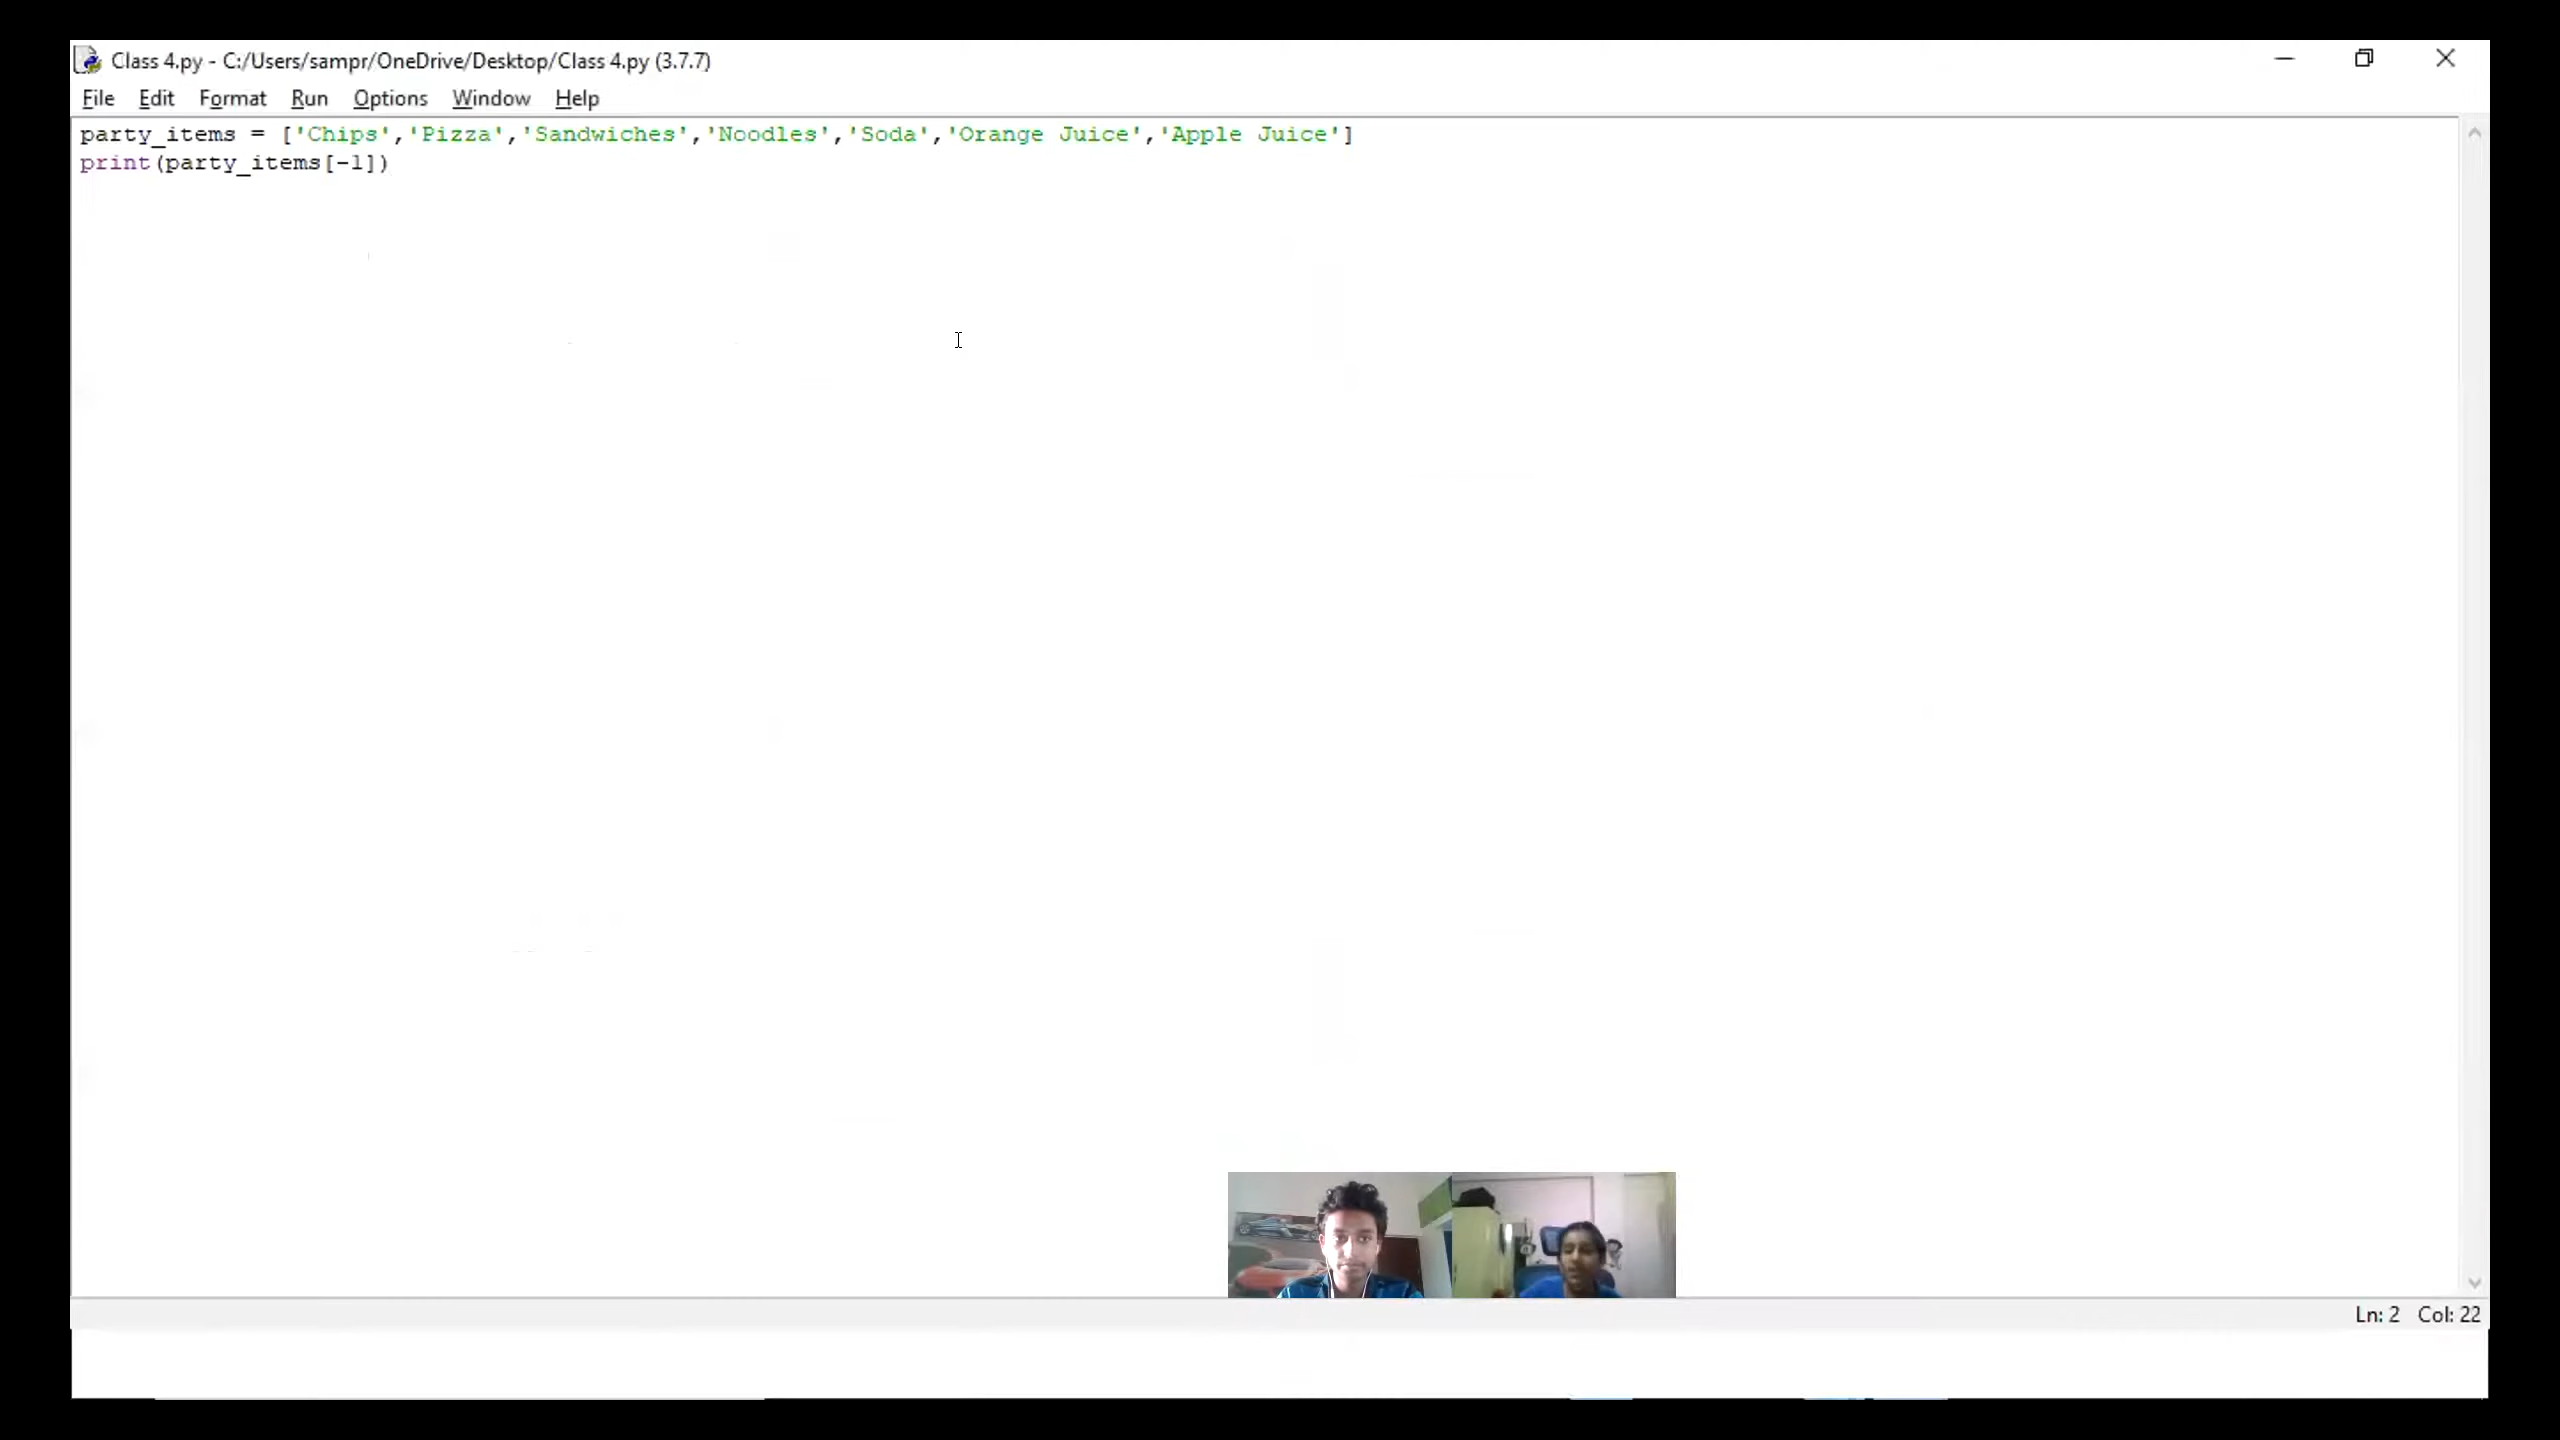 Class 4.py - C:/Users/sampr/OneDrive/Desktop/Class 4.py (3.7.7)
File Edit Format Run Options Window Help
party_items = ['Chips','Pizza','Sandwiches','Noodles','Soda','Orange Juice','Apple Juice']
print(party_items[-1])
Ln: 2 Col: 22